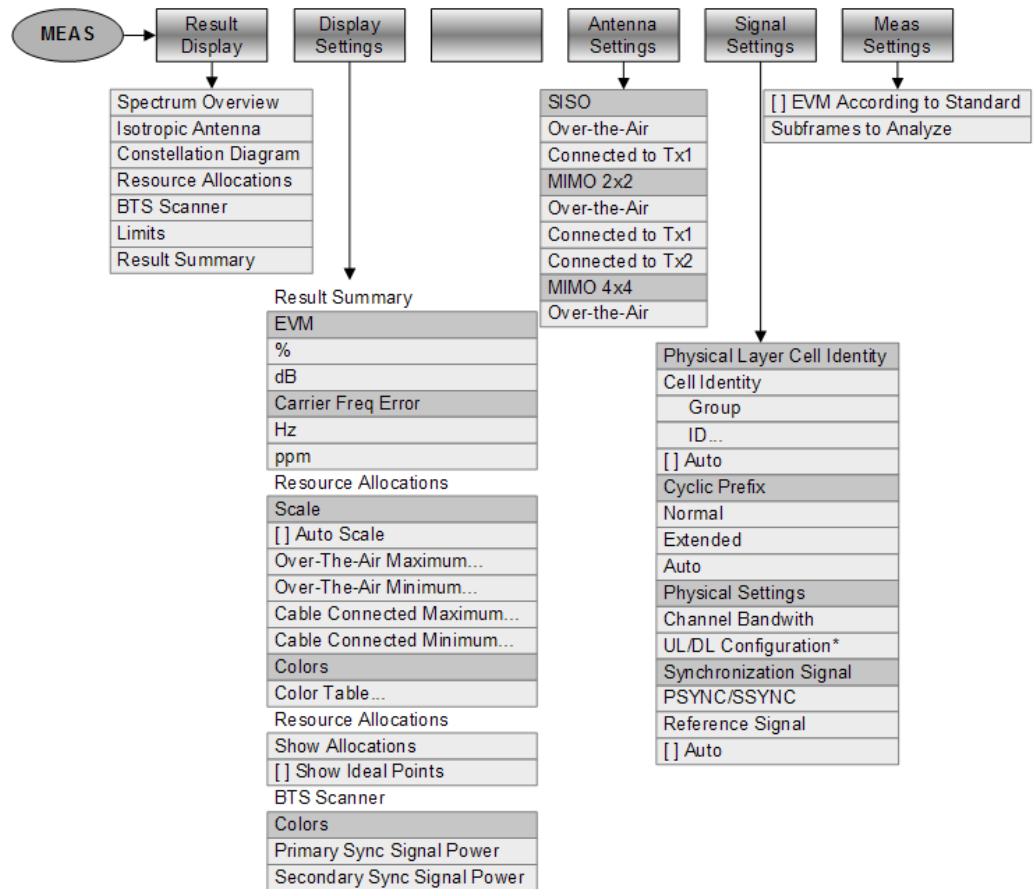 MEAS
Result
Display
Display
Settings
Antenna
Settings
Signal
Settings
Meas
Settings
Spectrum Overview
Isotropic Antenna
Constellation Diagram
Resource Allocations
BTS Scanner
Limits
Result Summary
Result Summary
EVM
%
dB
Carrier Freq Error
Hz
ppm
Resource Allocations
Scale
[ ] Auto Scale
Over-The-Air Maximum...
Over-The-Air Minimum...
Cable Connected Maximum...
Cable Connected Minimum...
Colors
Color Table...
Resource Allocations
Show Allocations
[ ] Show Ideal Points
BTS Scanner
Colors
Primary Sync Signal Power
Secondary Sync Signal Power
SISO
Over-the-Air
Connected to Tx1
MIMO 2x2
Over-the-Air
Connected to Tx1
Connected to Tx2
MIMO 4x4
Over-the-Air
Physical Layer Cell Identity
Cell Identity
Group
ID...
[ ] Auto
Cyclic Prefix
Normal
Extended
Auto
Physical Settings
Channel Bandwith
UL/DL Configuration*
Synchronization Signal
PSYNC/SSYNC
Reference Signal
[ ] Auto
[ ] EVM According to Standard
Subframes to Analyze